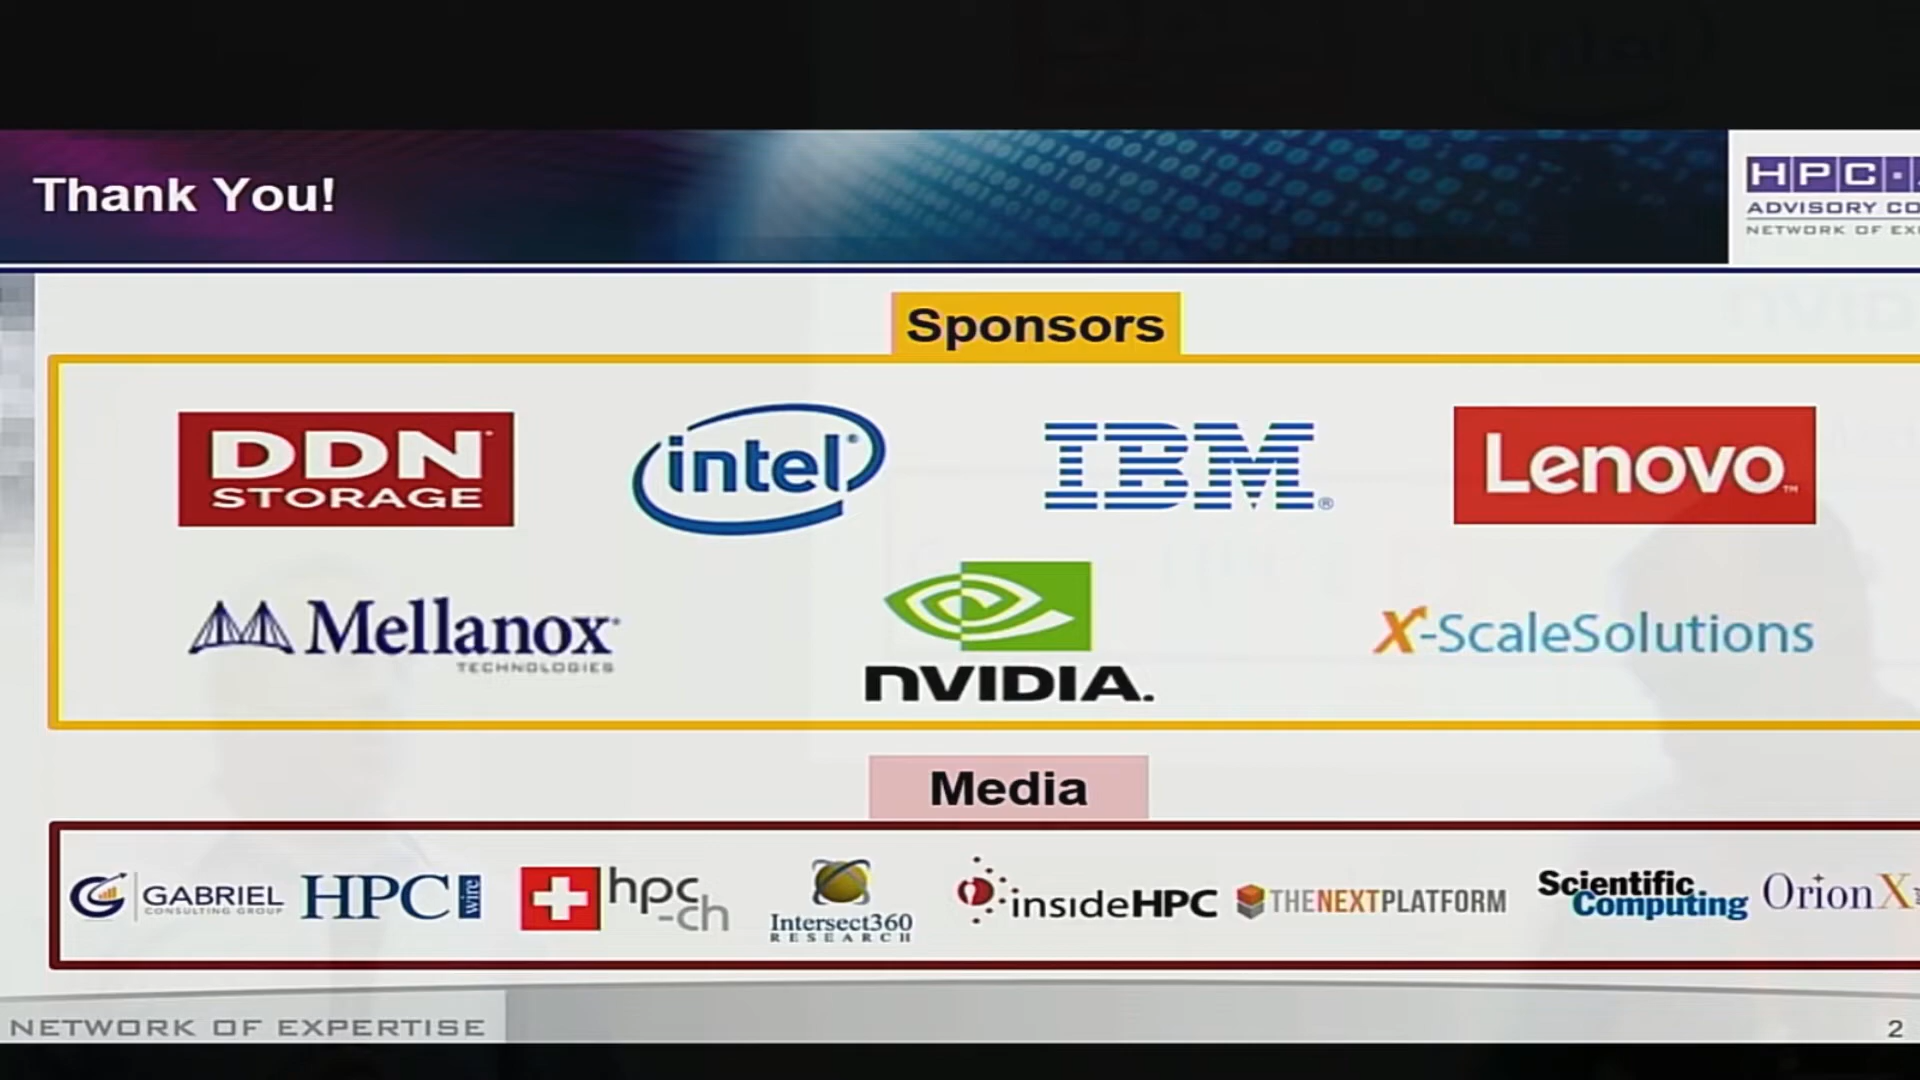 Thank You!
HPC
ADVISORY CO
NETWORK OF EX
Sponsors
DDN
STORAGE
intel
IBM
Lenovo
Mellanox
TECHNOLOGIES
NVIDIA.
X-ScaleSolutions
Media
GABRIEL
CONSULTING GROUP
HPC wire
hpc
-ch
Intersect360
RESEARCH
insideHPC
THENEXTPLATFORM
Scientific
Computing
OrionX
NETWORK OF EXPERTISE
2